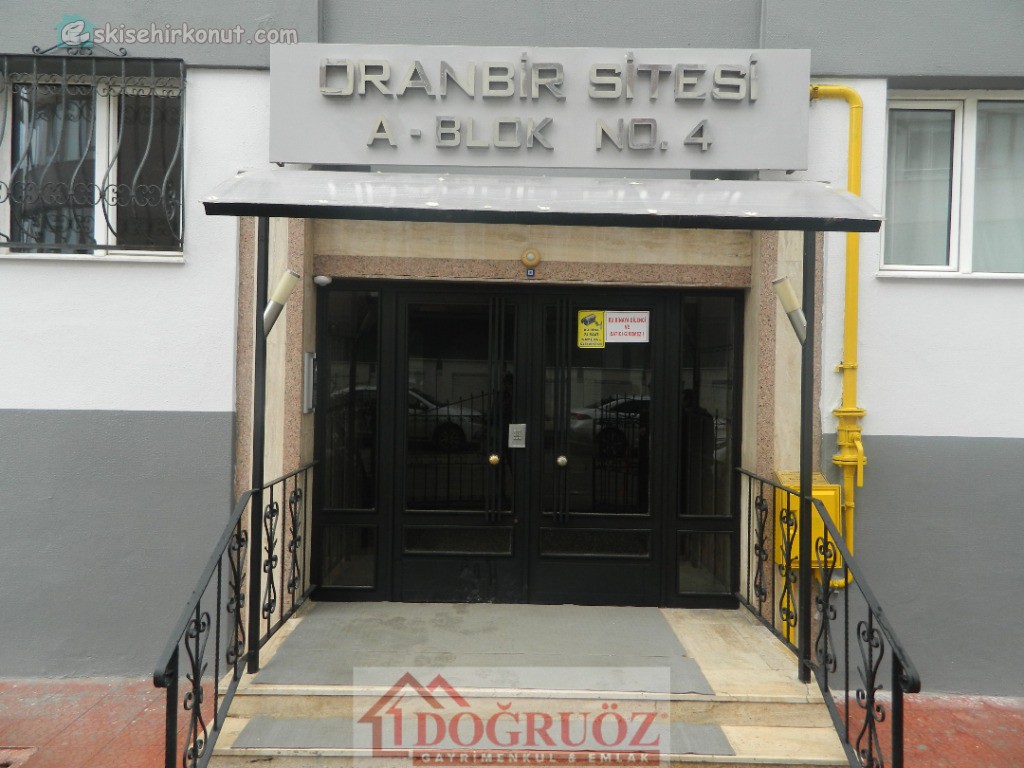 eskisehirkonut.com
ORANBİR SİTESİ
A - BLOK NO. 4
DOĞRUÖZ
GAYRİMENKUL & EMLAK